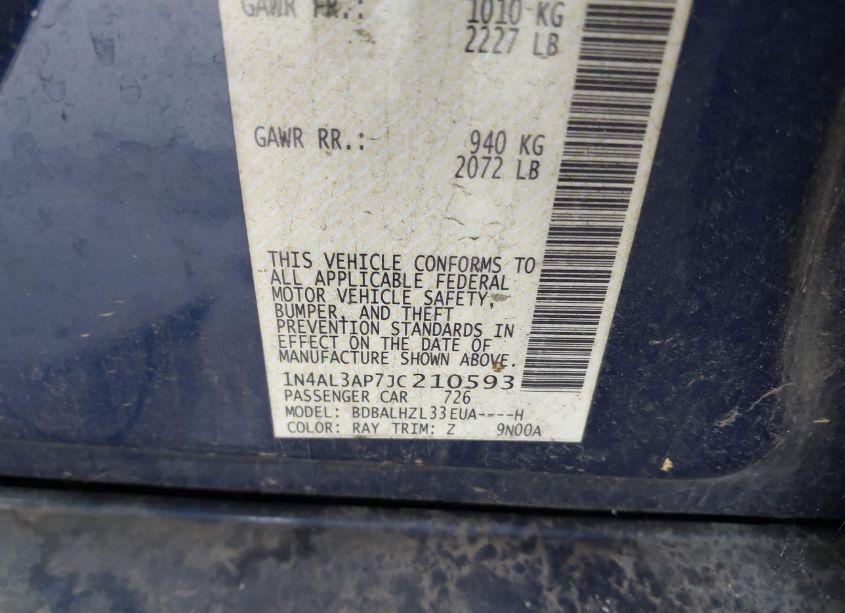 GAWR FR.: 1010 KG
2227 LB
GAWR RR.: 940 KG
2072 LB
THIS VEHICLE CONFORMS TO
ALL APPLICABLE FEDERAL
MOTOR VEHICLE SAFETY,
BUMPER, AND THEFT
PREVENTION STANDARDS IN
EFFECT ON THE DATE OF
MANUFACTURE SHOWN ABOVE.
1N4AL3AP7JC210593
PASSENGER CAR 726
MODEL: BDBALHZL33EUA----H
COLOR: RAY TRIM: Z 9N00A